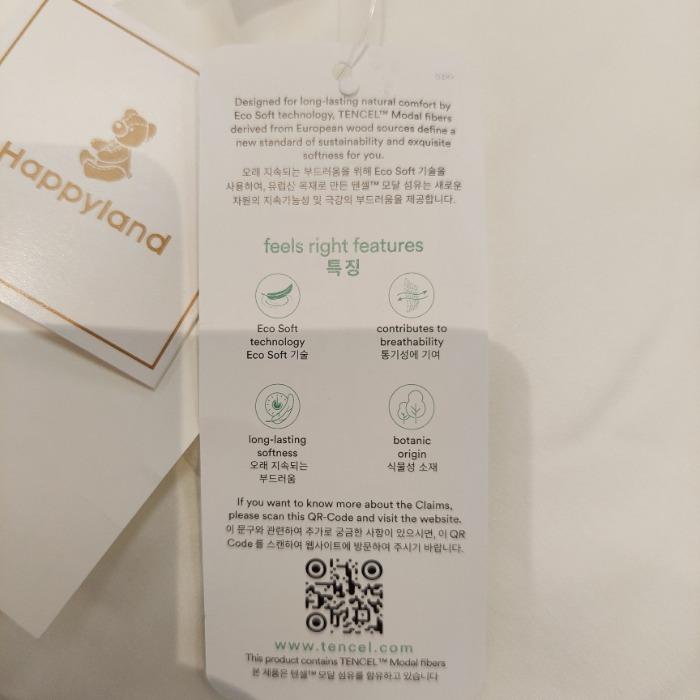 Happyland
Designed for long-lasting natural comfort by
Eco Soft technology, TENCEL™ Modal fibers
derived from European wood sources define a
new standard of sustainability and exquisite
softness for you.
오래 지속되는 부드러움을 위해 Eco Soft 기술을
사용하여, 유럽산 목재로 만든 텐셀™ 모달 섬유는 새로운
차원의 지속가능성 및 극강의 부드러움을 제공합니다.
feels right features
특징
Eco Soft
technology
Eco Soft 기술
contributes to
breathability
통기성에 기여
long-lasting
softness
오래 지속되는
부드러움
botanic
origin
식물성 소재
If you want to know more about the Claims,
please scan this QR-Code and visit the website.
이 문구와 관련하여 추가로 궁금한 사항이 있으시면, 이 QR
Code 를 스캔하여 웹사이트에 방문하여 주시기 바랍니다.
www.tencel.com
This product contains TENCEL™ Modal fibers
본 제품은 텐셀™ 모달 섬유를 함유하고 있습니다